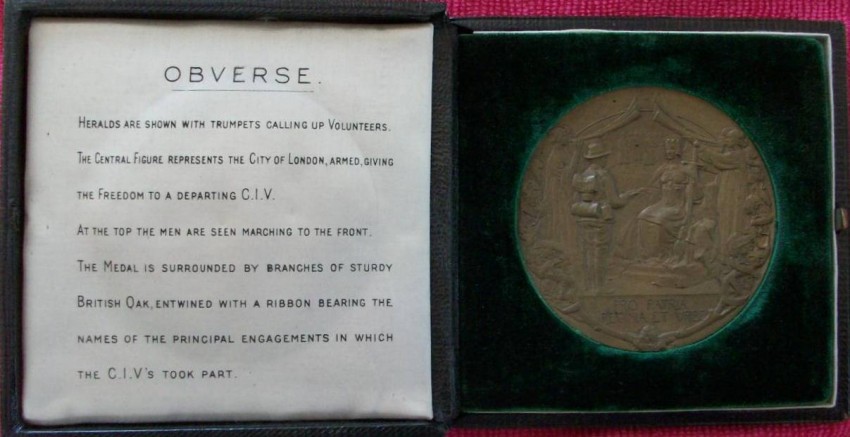 OBVERSE.
HERALDS ARE SHOWN WITH TRUMPETS CALLING UP VOLUNTEERS.
THE CENTRAL FIGURE REPRESENTS THE CITY OF LONDON, ARMED, GIVING
THE FREEDOM TO A DEPARTING C.I.V.
AT THE TOP THE MEN ARE SEEN MARCHING TO THE FRONT.
THE MEDAL IS SURROUNDED BY BRANCHES OF STURDY
BRITISH OAK, ENTWINED WITH A RIBBON BEARING THE
NAMES OF THE PRINCIPAL ENGAGEMENTS IN WHICH
THE C.I.V'S TOOK PART.